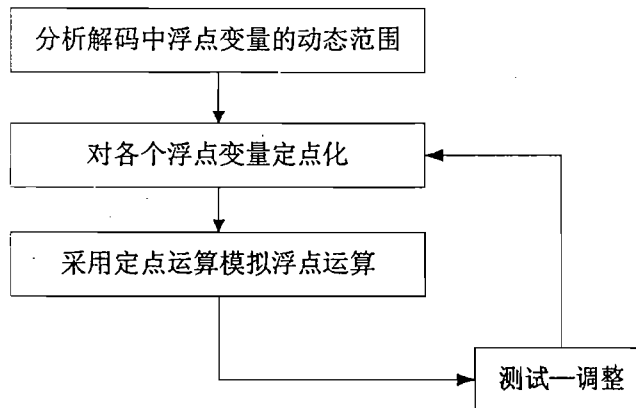 分析解码中浮点变量的动态范围
对各个浮点变量定点化
采用定点运算模拟浮点运算
测试—调整